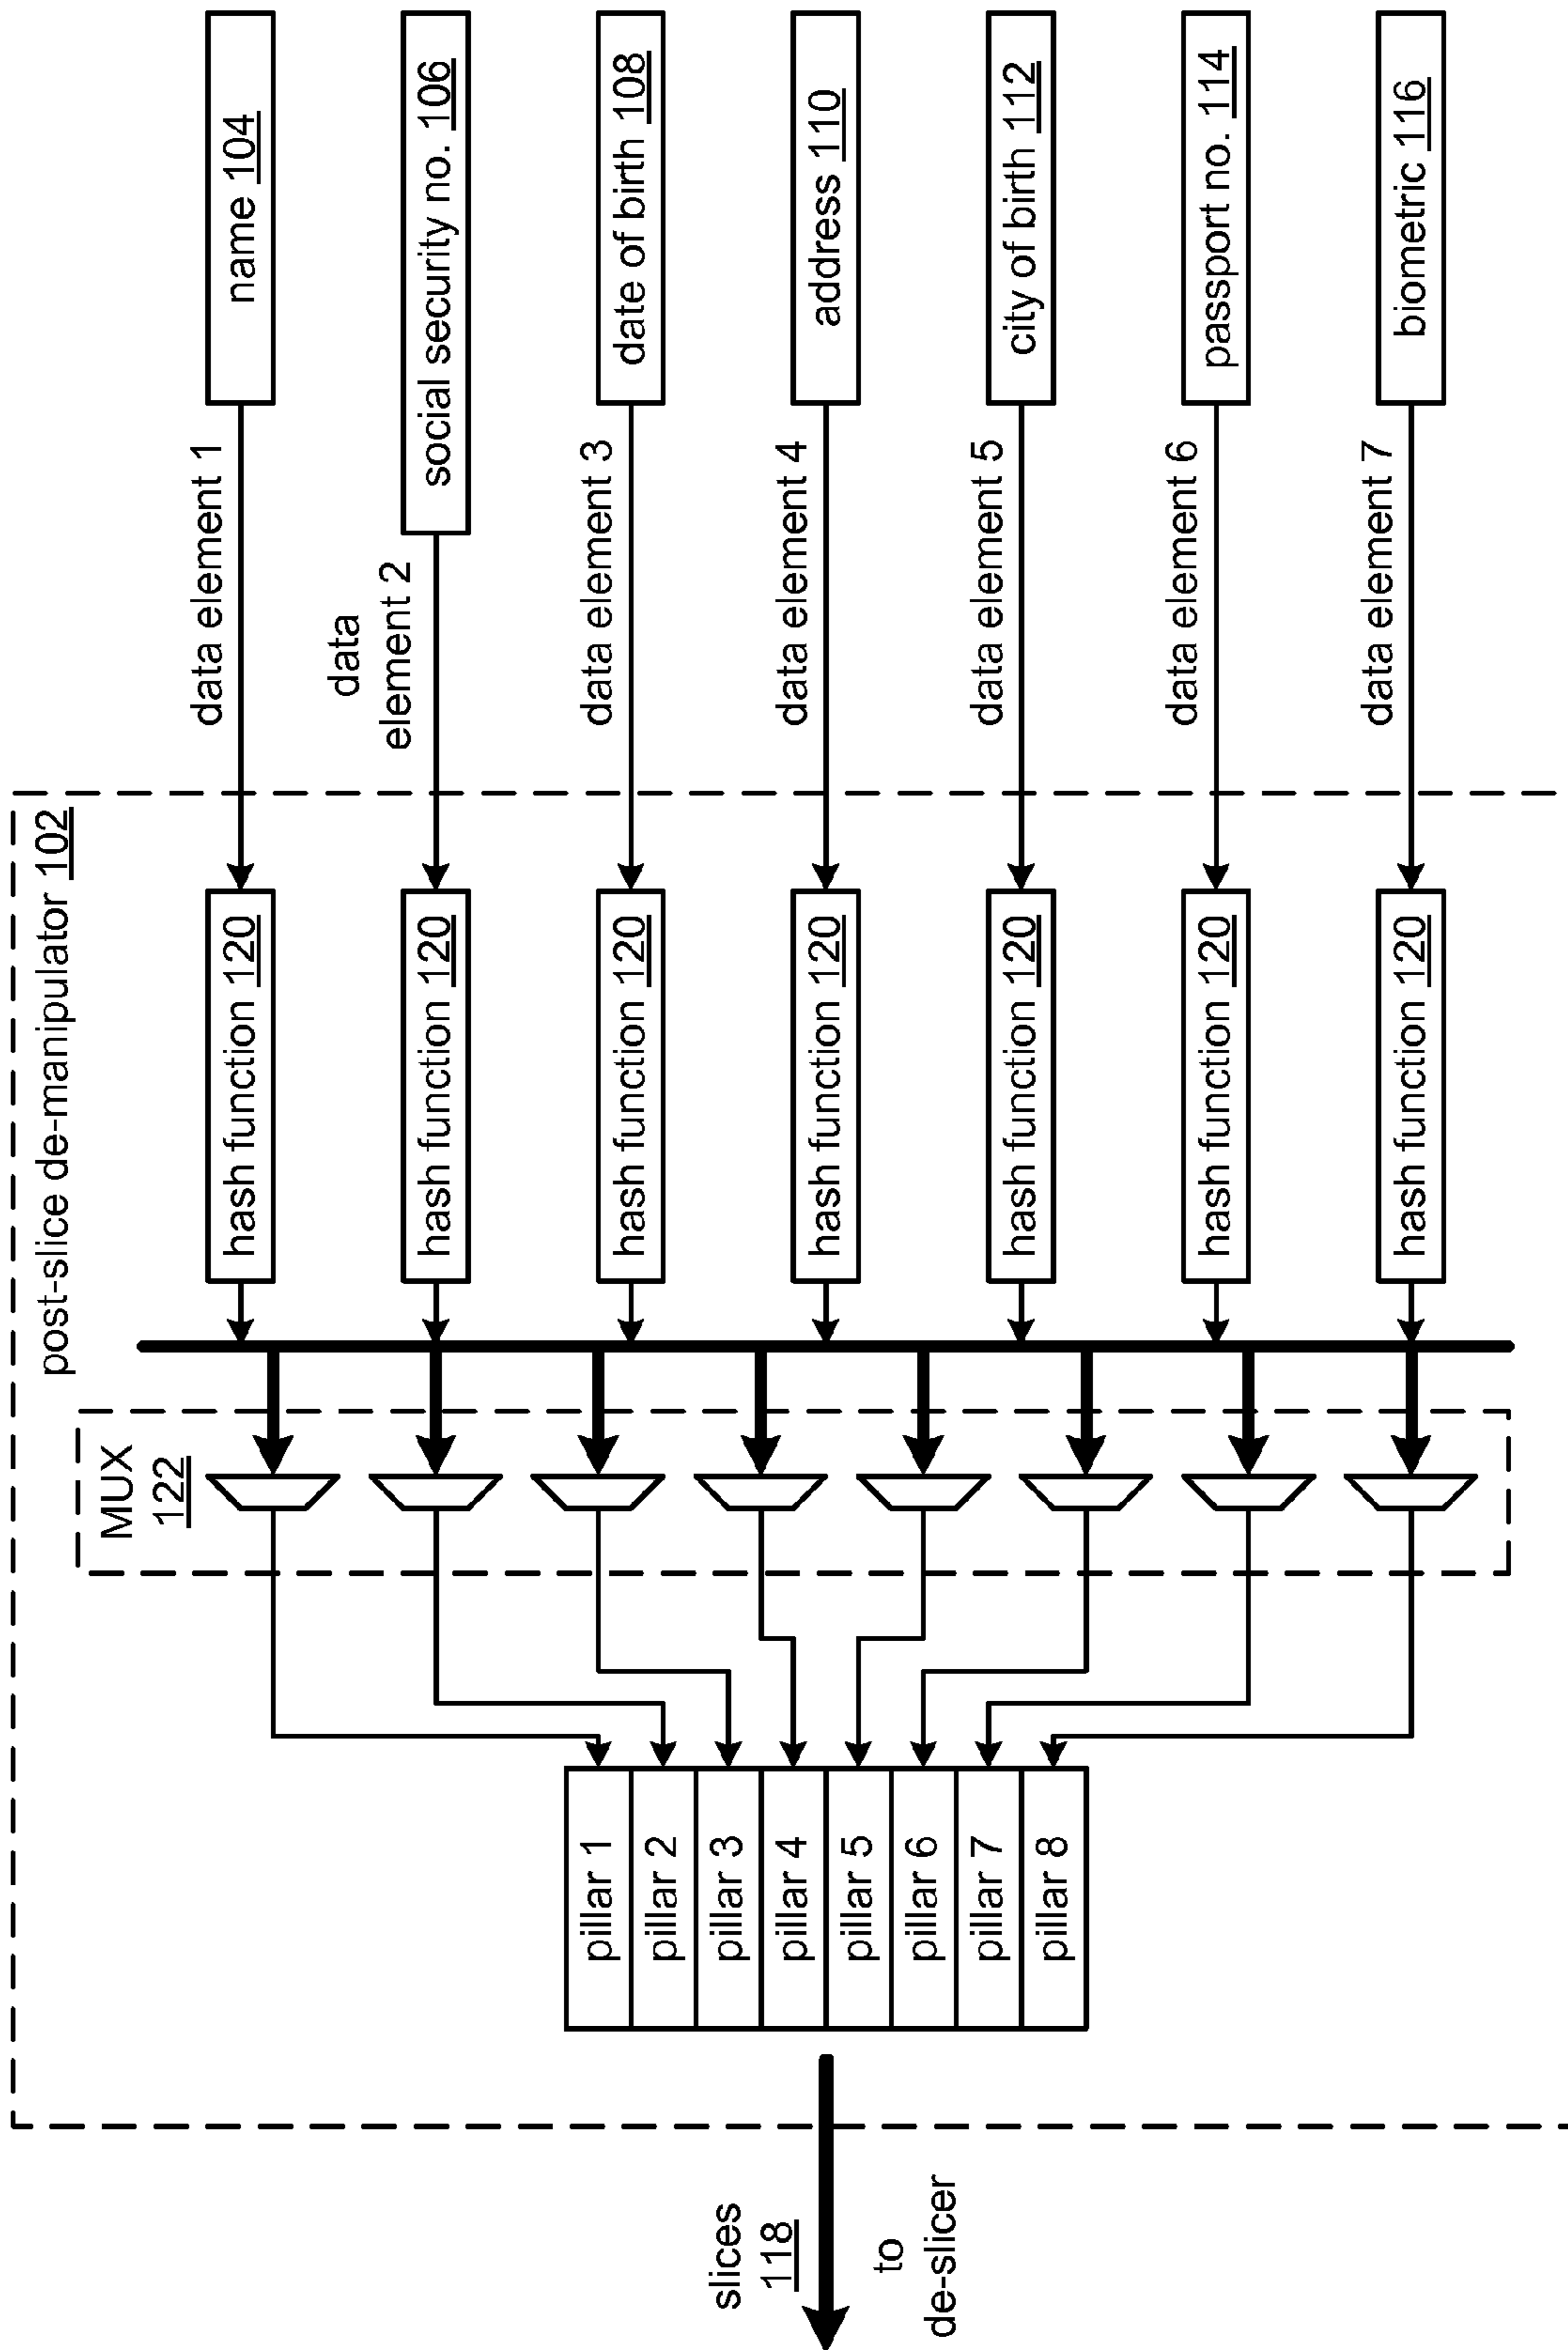 post-slice de-manipulator 102
name 104
data element 1
hash function 120
social security no. 106
data
element 2
hash function 120
date of birth 108
data element 3
hash function 120
address 110
data element 4
hash function 120
city of birth 112
data element 5
hash function 120
passport no. 114
data element 6
hash function 120
biometric 116
data element 7
hash function 120
MUX
122
pillar 1
pillar 2
pillar 3
pillar 4
pillar 5
pillar 6
pillar 7
pillar 8
slices
118
to
de-slicer